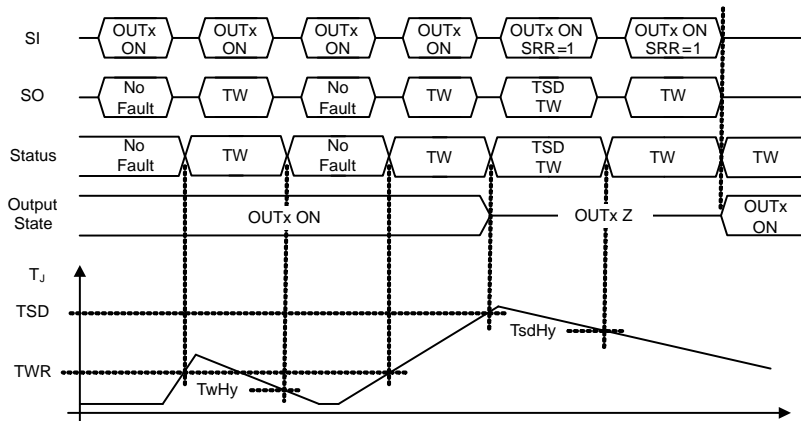 SI
OUTx ON
OUTx ON
OUTx ON
OUTx ON
OUTx ON SRR=1
OUTx ON SRR=1
SO
No Fault
TW
No Fault
TW
TSD TW
TW
Status
No Fault
TW
No Fault
TW
TSD TW
TW
TW
Output State
OUTx ON
OUTx Z
OUTx ON
TJ
TSD
TsdHy
TWR
TwHy